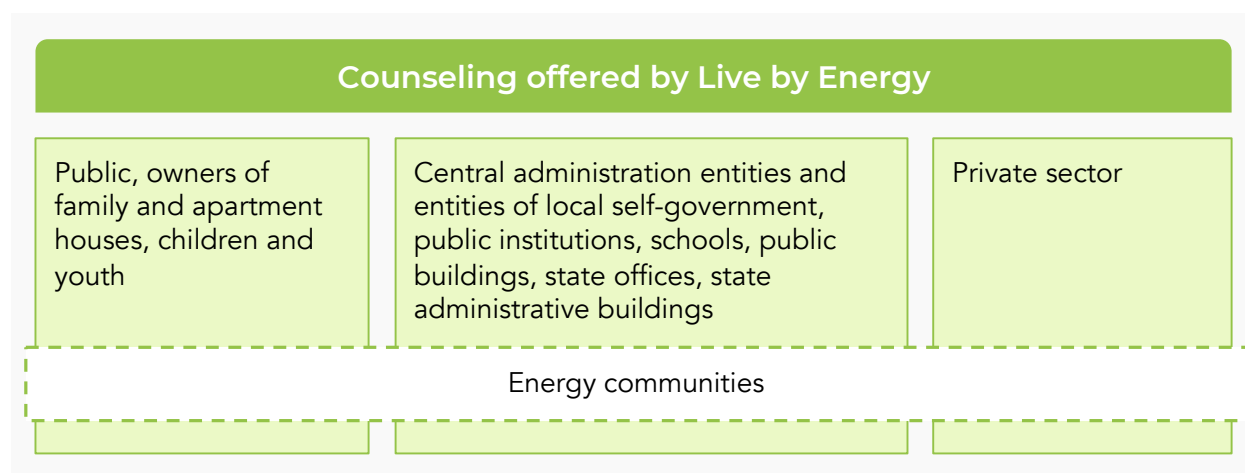 Counseling offered by Live by Energy
Public, owners of
family and apartment
houses, children and
youth
Central administration entities and
entities of local self-government,
public institutions, schools, public
buildings, state offices, state
administrative buildings
Private sector
Energy communities